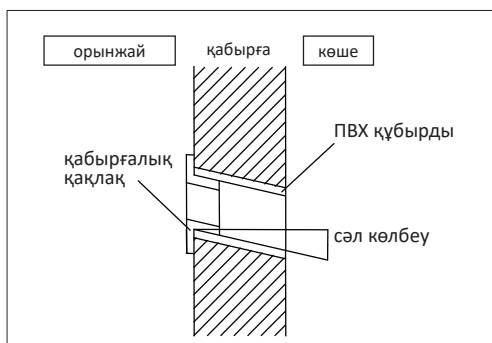 орынжай
қабырға
көше
ПВХ құбырды
қабырғалық
қақлақ
сәл көлбеу